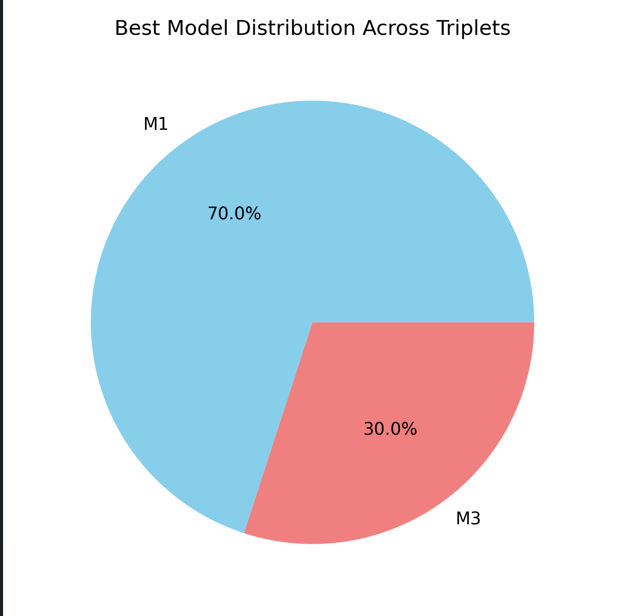 Best Model Distribution Across Triplets
M1
70.0%
30.0%
M3